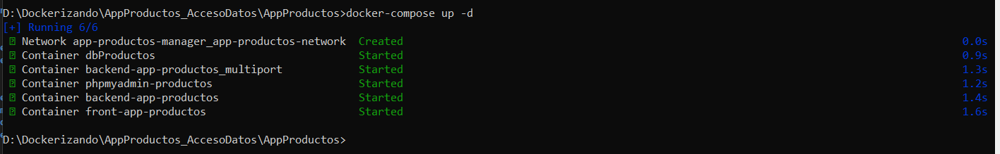 D:\Dockerizando\AppProductos_AccesoDatos\AppProductos>docker-compose up -d
[+] Running 6/6
Network app-productos-manager_app-productos-network Created 0.0s
Container dbProductos Started 0.9s
Container backend-app-productos_multiport Started 1.3s
Container phpmyadmin-productos Started 1.2s
Container backend-app-productos Started 1.4s
Container front-app-productos Started 1.6s
D:\Dockerizando\AppProductos_AccesoDatos\AppProductos>